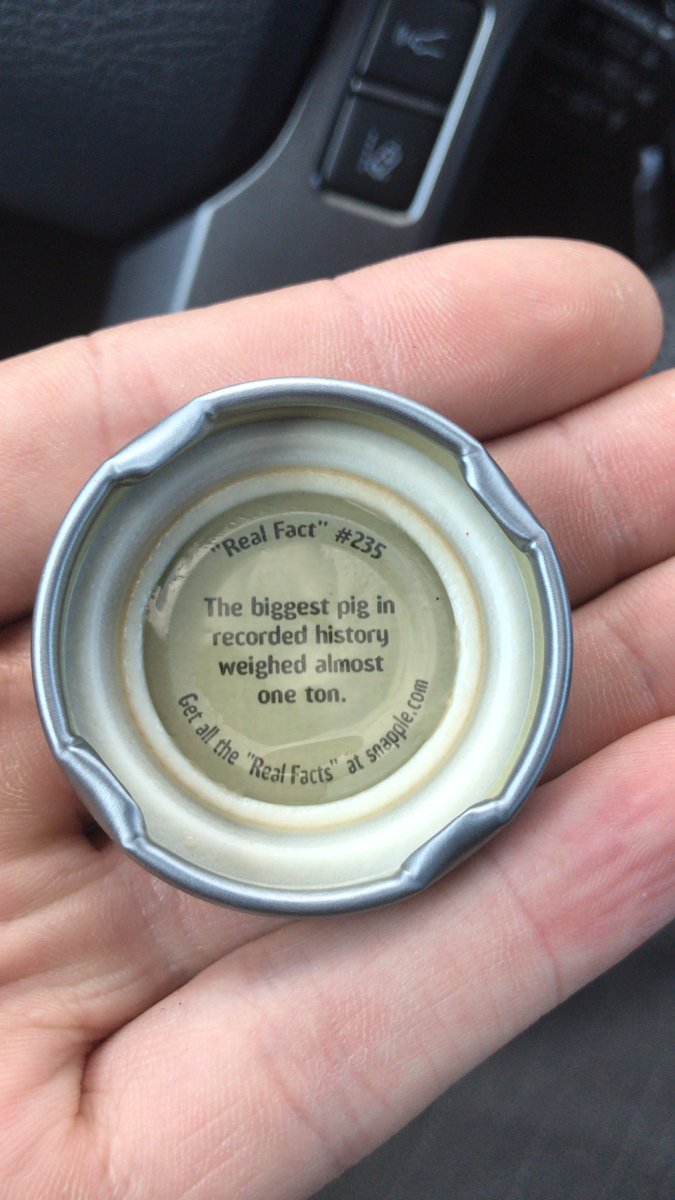 "Real Fact" #235
The biggest pig in
recorded history
weighed almost
one ton.
Get all the "Real Facts" at snapple.com